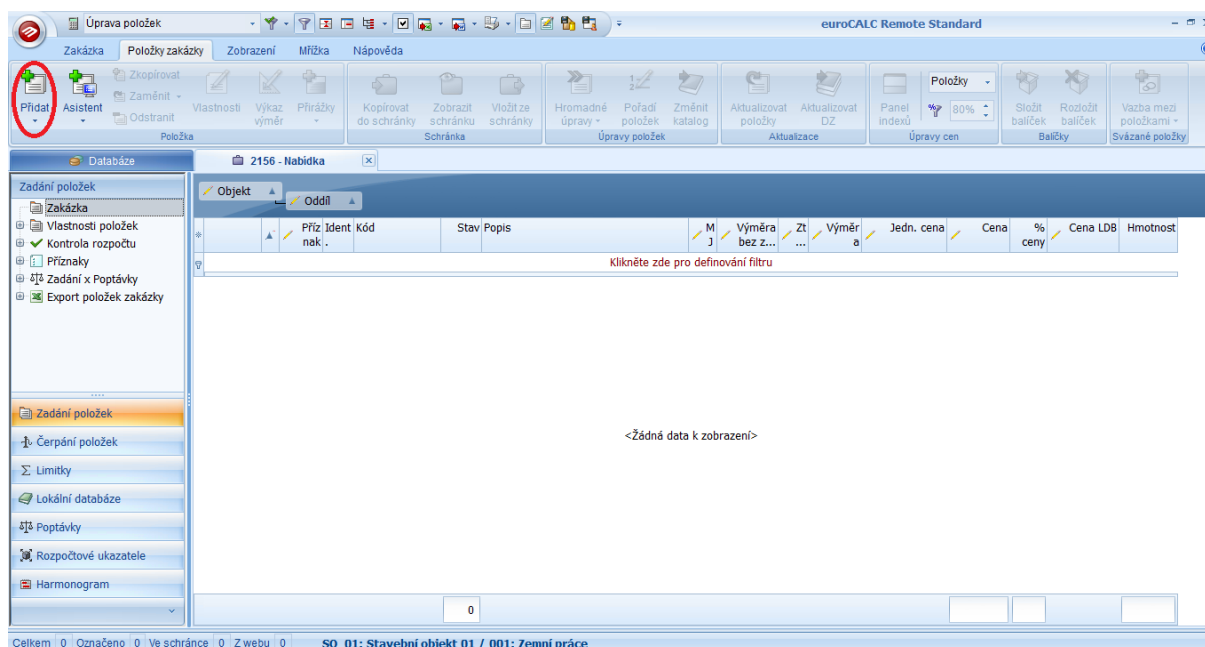 Úprava položek
euroCALC Remote Standard
Zakázka Položky zakázky Zobrazení Mřížka Nápověda
Přidat Asistent Zkopírovat Zaměnit Odstranit Vlastnosti Výkaz výměr Přirážky
Kopírovat do schránky Zobrazit schránku Vložit ze schránky
Hromadné úpravy Pořadí položek Změnit katalog
Aktualizovat položky Aktualizovat DZ
Panel indexů Položky 80%
Složit balíček Rozložit balíček
Vazba mezi položkami
Položka Schránka Úpravy položek Aktualizace Úpravy cen Balíčky Svázané položky
Databáze 2156 - Nabídka
Zadání položek
Zakázka
Vlastnosti položek
Kontrola rozpočtu
Příznaky
Zadání x Poptávky
Export položek zakázky
Zadání položek
Čerpání položek
Limitky
Lokální databáze
Poptávky
Rozpočtové ukazatele
Harmonogram
Objekt
Oddíl
Příz Ident Kód Stav Popis M Výměra Zt Výměr Jedn. cena Cena % Cena LDB Hmotnost
nak . J bez z... ... a ceny
Klikněte zde pro definování filtru
<Žádná data k zobrazení>
0
Celkem 0 Označeno 0 Ve schránce 0 Z webu 0 SO 01: Stavební objekt 01 / 001: Zemní práce